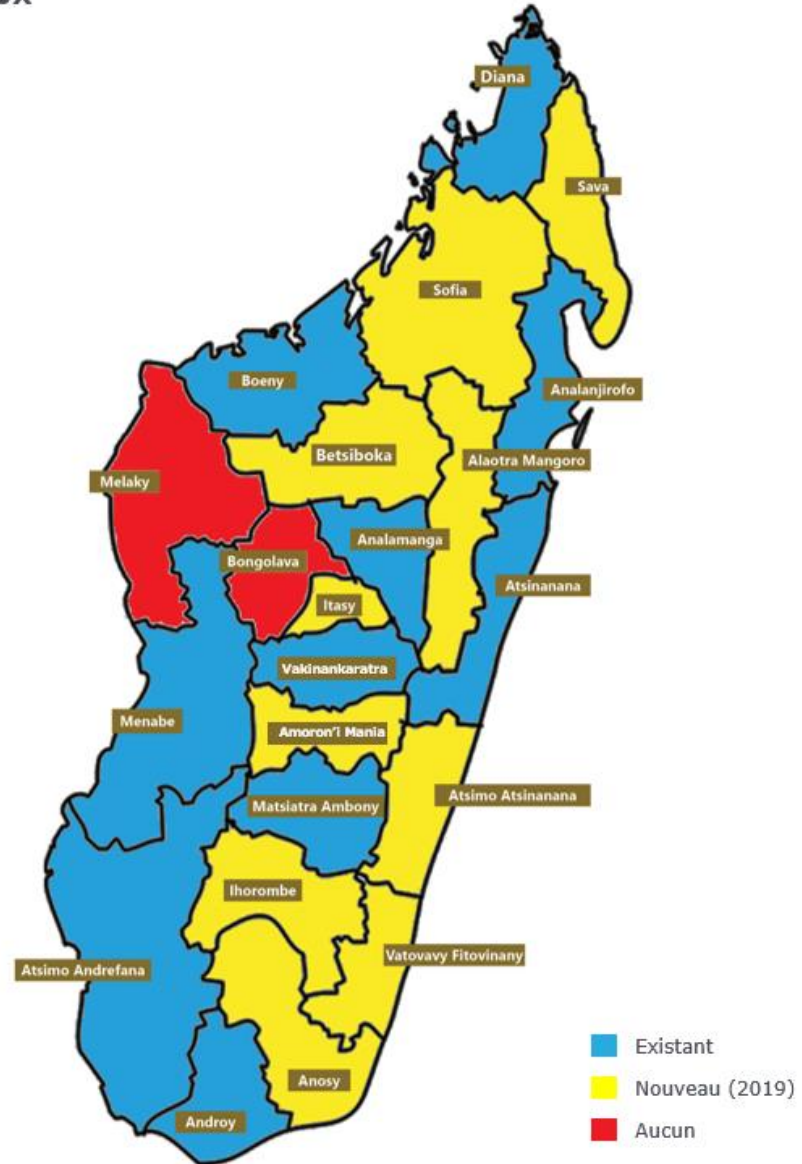 Diana
Sava
Sofia
Boeny
Analanjirofo
Betsiboka
Alaotra Mangoro
Melaky
Analamanga
Bongolava
Atsinanana
Itasy
Vakinankaratra
Menabe
Amoron'i Mania
Atsimo Atsinanana
Matsiatra Ambony
Ihorombe
Vatovavy Fitovinany
Atsimo Andrefana
Anosy
Androy
Existant
Nouveau (2019)
Aucun